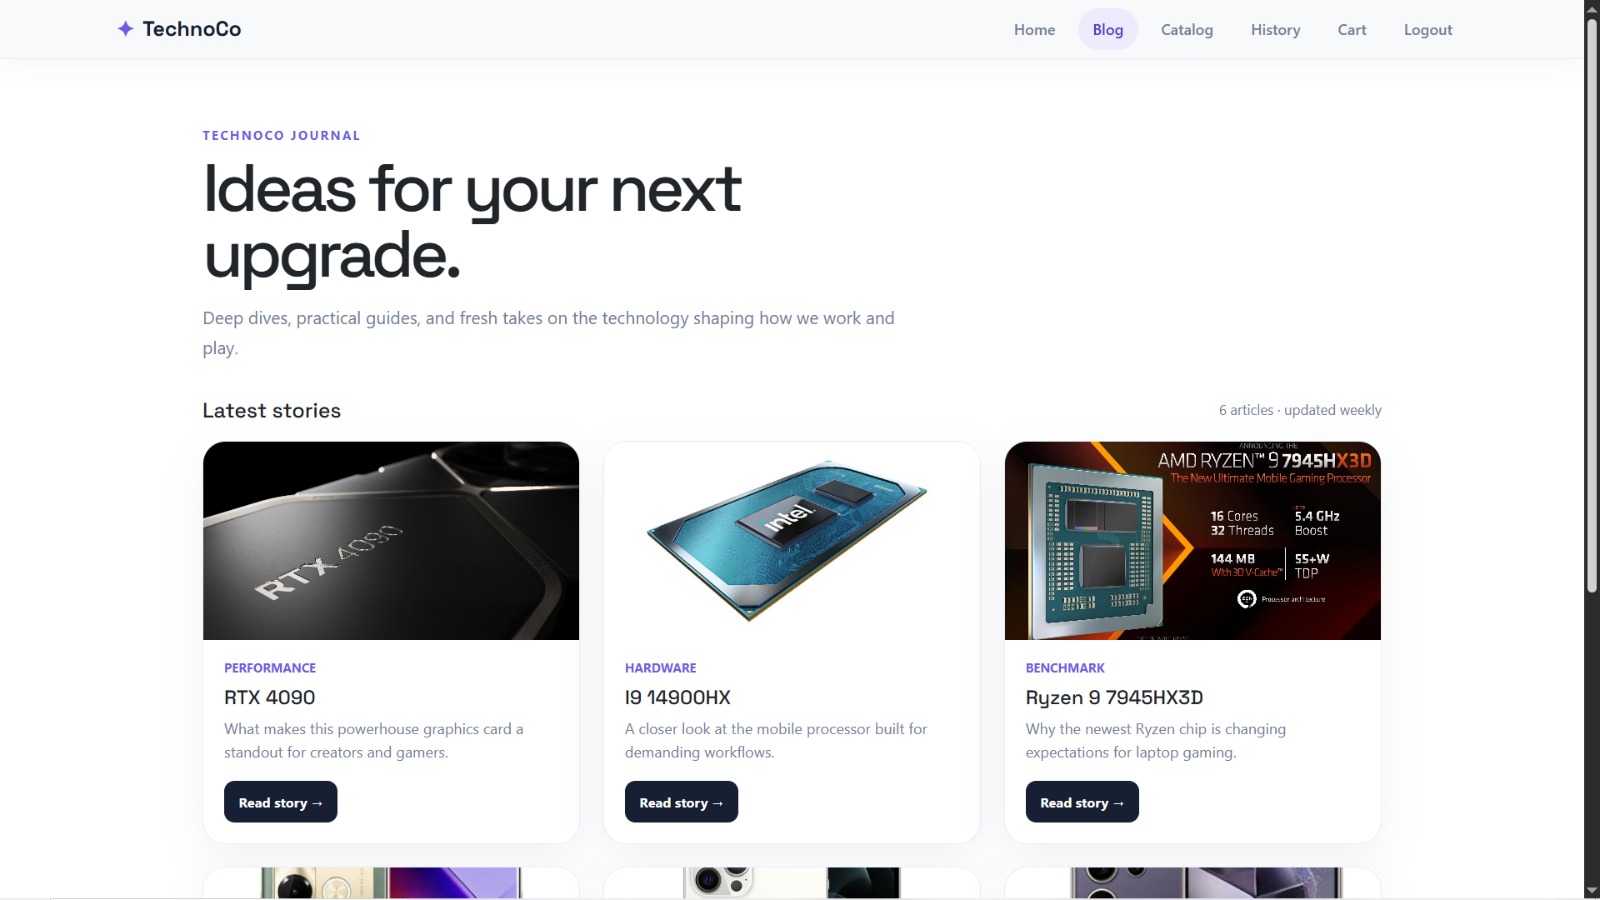 TechnoCo
Home
Blog
Catalog
History
Cart
Logout
TECHNOCO JOURNAL
Ideas for your next
upgrade.
Deep dives, practical guides, and fresh takes on the technology shaping how we work and
play.
Latest stories
6 articles · updated weekly
RTX 4090
intel
ANNOUNCING THE
AMD RYZEN™ 9 7945HX3D
The New Ultimate Mobile Gaming Processor
16 Cores
32 Threads
5.4 GHz
Boost
144 MB
With 3D V-Cache™
55+W
TDP
Processor architecture
PERFORMANCE
RTX 4090
What makes this powerhouse graphics card a
standout for creators and gamers.
Read story →
HARDWARE
I9 14900HX
A closer look at the mobile processor built for
demanding workflows.
Read story →
BENCHMARK
Ryzen 9 7945HX3D
Why the newest Ryzen chip is changing
expectations for laptop gaming.
Read story →